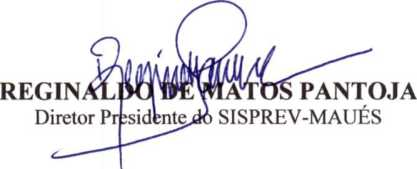 REGINALDO DE MATOS PANTOJA
Diretor Presidente do SISPREV-MAUÉS